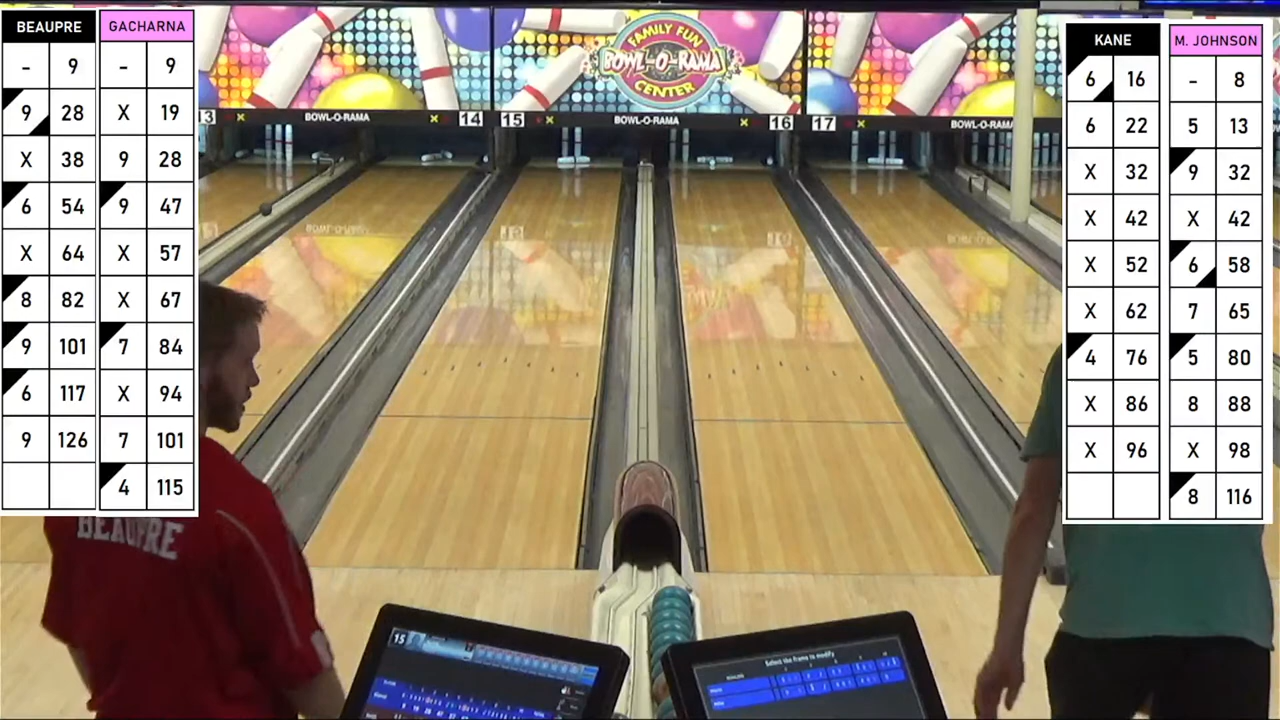 BEAUPRE GACHARNA
- 9 - 9
9 28 X 19
X 38 9 28
6 54 9 47
X 64 X 57
8 82 X 67
9 101 7 84
6 117 X 94
9 126 7 101
4 115
KANE M. JOHNSON
6 16 - 8
6 22 5 13
X 32 9 32
X 42 X 42
X 52 6 58
X 62 7 65
4 76 5 80
X 86 8 88
X 96 X 98
8 116
FAMILY FUN
BOWL-O-RAMA
CENTER
13 X BOWL-O-RAMA X 14
15 X BOWL-O-RAMA X 16
17 X BOWL-O-RAMA
BEAUPRE
15
Select the frame to modify